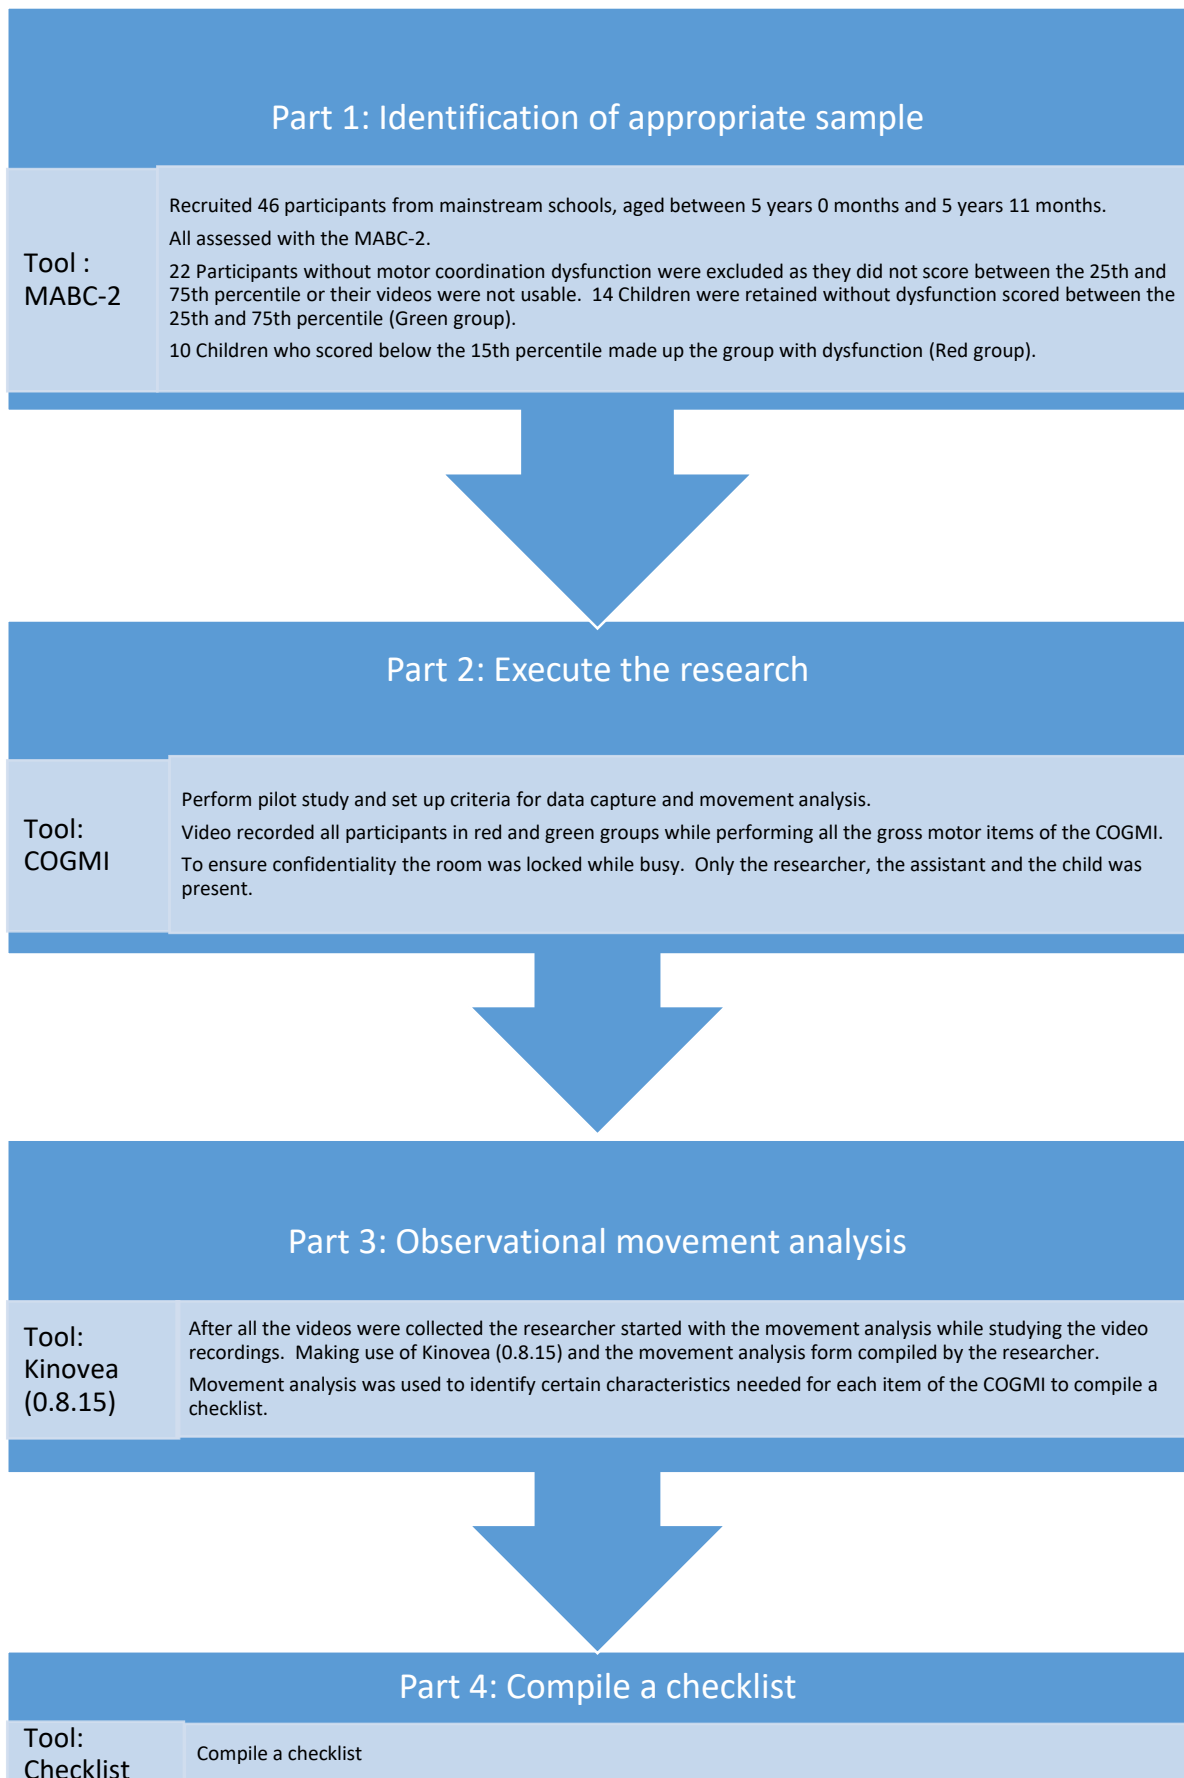 Part 1: Identification of appropriate sample
Tool :
MABC-2
Recruited 46 participants from mainstream schools, aged between 5 years 0 months and 5 years 11 months.
All assessed with the MABC-2.
22 Participants without motor coordination dysfunction were excluded as they did not score between the 25th and
75th percentile or their videos were not usable.  14 Children were retained without dysfunction scored between the
25th and 75th percentile (Green group).
10 Children who scored below the 15th percentile made up the group with dysfunction (Red group).
Part 2: Execute the research
Tool:
COGMI
Perform pilot study and set up criteria for data capture and movement analysis.
Video recorded all participants in red and green groups while performing all the gross motor items of the COGMI.
To ensure confidentiality the room was locked while busy.  Only the researcher, the assistant and the child was
present.
Part 3: Observational movement analysis
Tool:
Kinovea
(0.8.15)
After all the videos were collected the researcher started with the movement analysis while studying the video
recordings.  Making use of Kinovea (0.8.15) and the movement analysis form compiled by the researcher.
Movement analysis was used to identify certain characteristics needed for each item of the COGMI to compile a
checklist.
Part 4: Compile a checklist
Tool:
Checklist
Compile a checklist